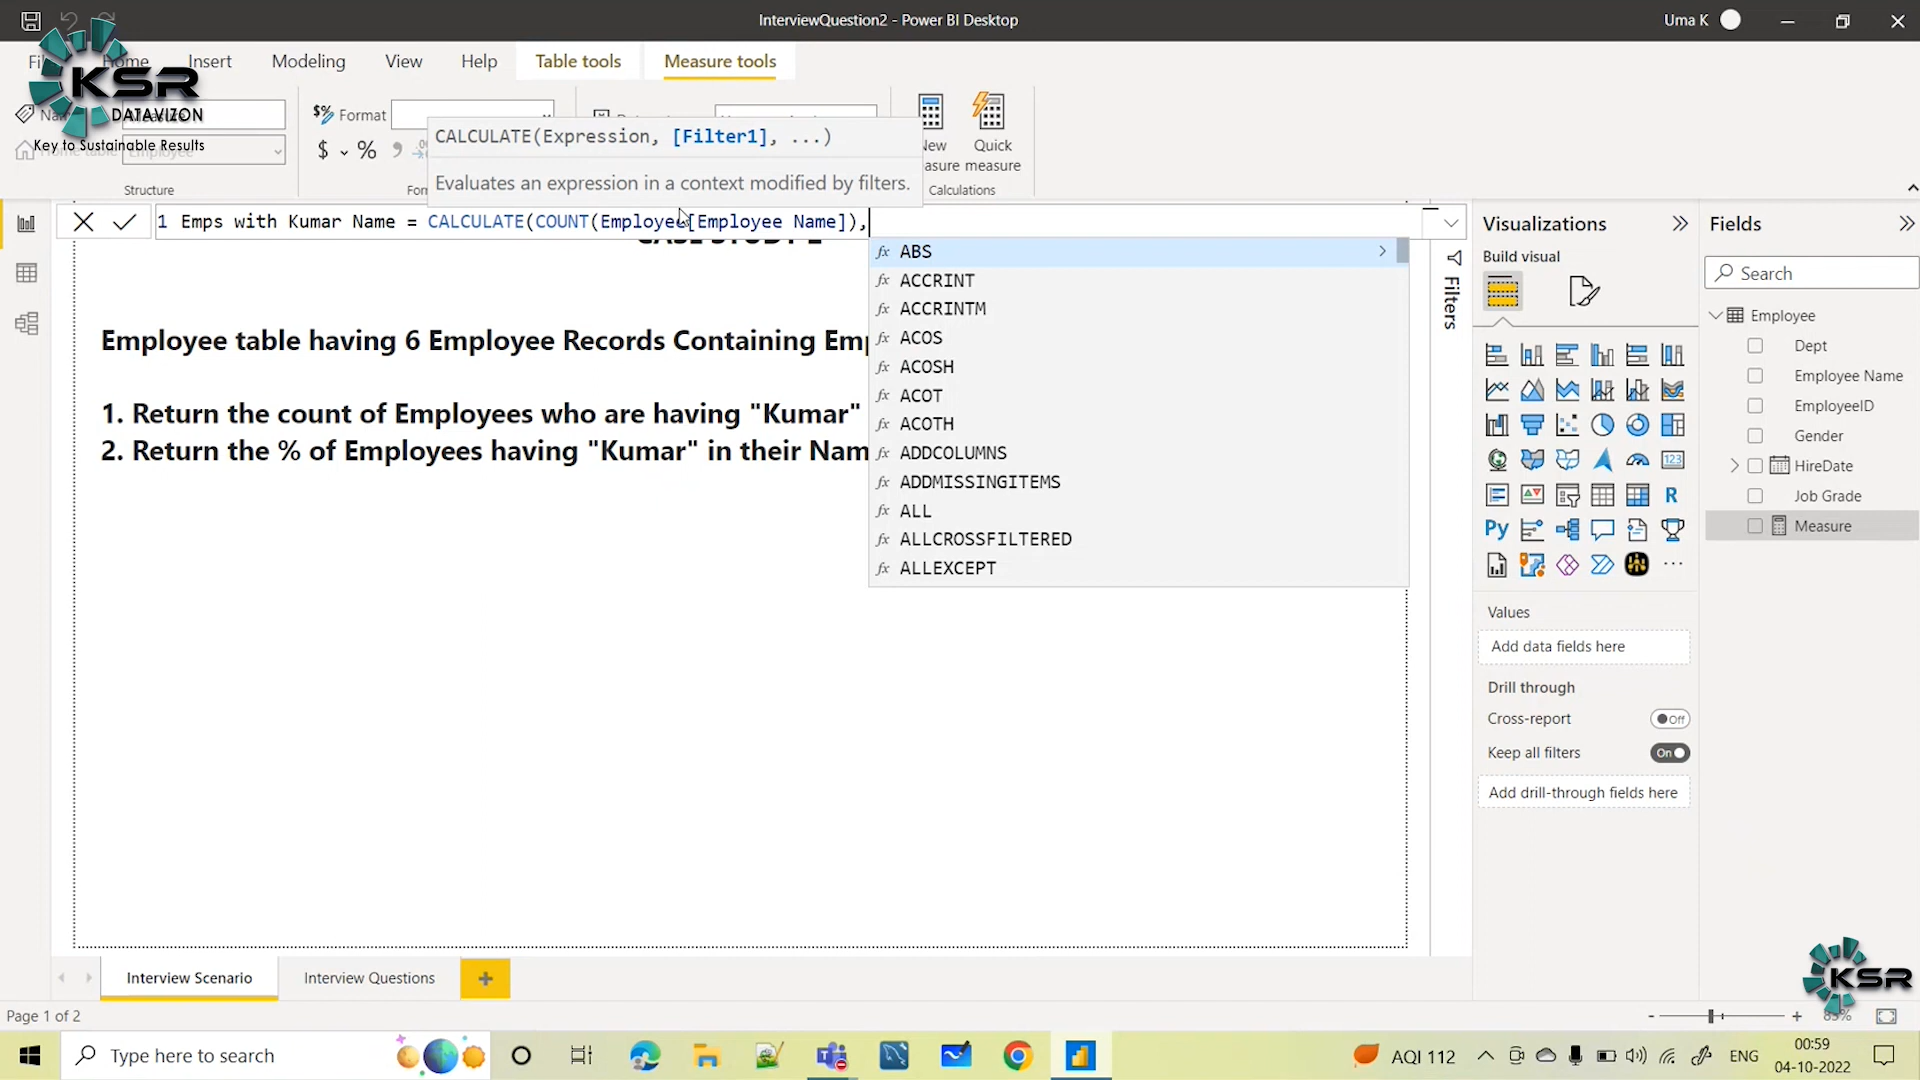 InterviewQuestion2 - Power BI Desktop
Uma K
Home
Insert
Modeling
View
Help
Table tools
Measure tools
KSR
DATAVIZON
Key to Sustainable Results
Format
$
%
Structure
Calculations
Quick
measure
CALCULATE(Expression, [Filter1], ...)
Evaluates an expression in a context modified by filters.
1 Emps with Kumar Name = CALCULATE(COUNT(Employee[Employee Name]),
ABS
ACCRINT
ACCRINTM
ACOS
ACOSH
ACOT
ACOTH
ADDCOLUMNS
ADDMISSINGITEMS
ALL
ALLCROSSFILTERED
ALLEXCEPT
Employee table having 6 Employee Records Containing Emp
1. Return the count of Employees who are having "Kumar"
2. Return the % of Employees having "Kumar" in their Nam
Filters
Visualizations
Build visual
R
Py
123
Values
Add data fields here
Drill through
Cross-report
Off
Keep all filters
On
Add drill-through fields here
Fields
Search
Employee
Dept
Employee Name
EmployeeID
Gender
HireDate
Job Grade
Measure
Interview Scenario
Interview Questions
Page 1 of 2
KSR
Type here to search
AQI 112
ENG
00:59
04-10-2022